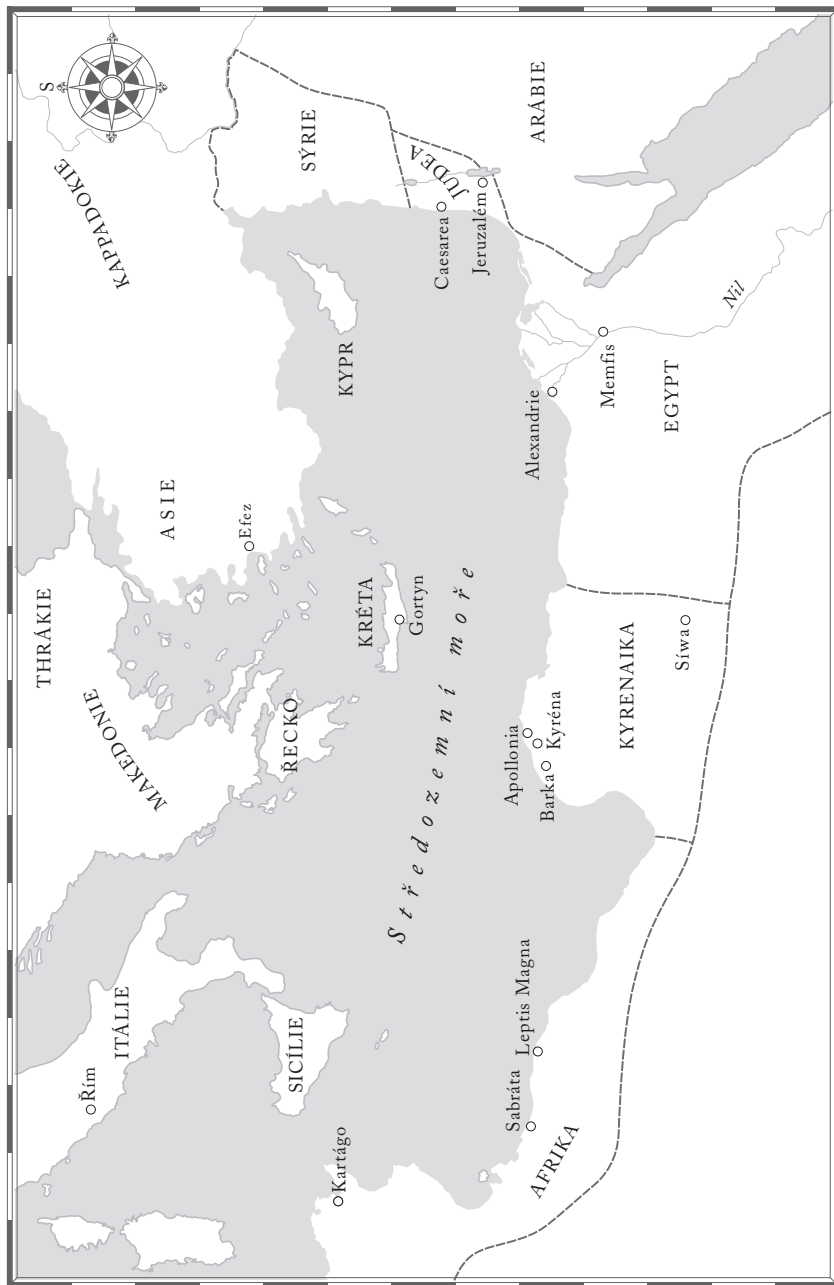 S
KAPPADOKIE
SÝRIE
ARÁBIE
JUDEA
Caesarea
Jeruzalém
Nil
KYPR
Memfis
EGYPT
Alexandrie
ASIE
Efez
THRÁKIE
KRÉTA
Gortyn
Středozemní moře
MAKEDONIE
ŘECKO
KYRENAIKA
Síwa
Apollonia
Kyréna
Barka
ITÁLIE
Řím
SICÍLIE
Leptis Magna
Sabráta
Kartágo
AFRIKA